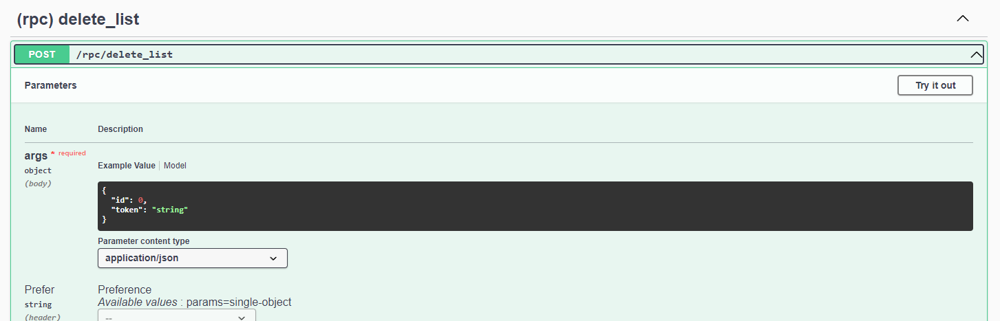 (rpc) delete_list
POST /rpc/delete_list
Parameters Try it out
Name Description
args * required
object
(body)
Example Value Model
{
"id": 0,
"token": "string"
}
Parameter content type
application/json
Prefer Preference
string Available values : params=single-object
(header) --